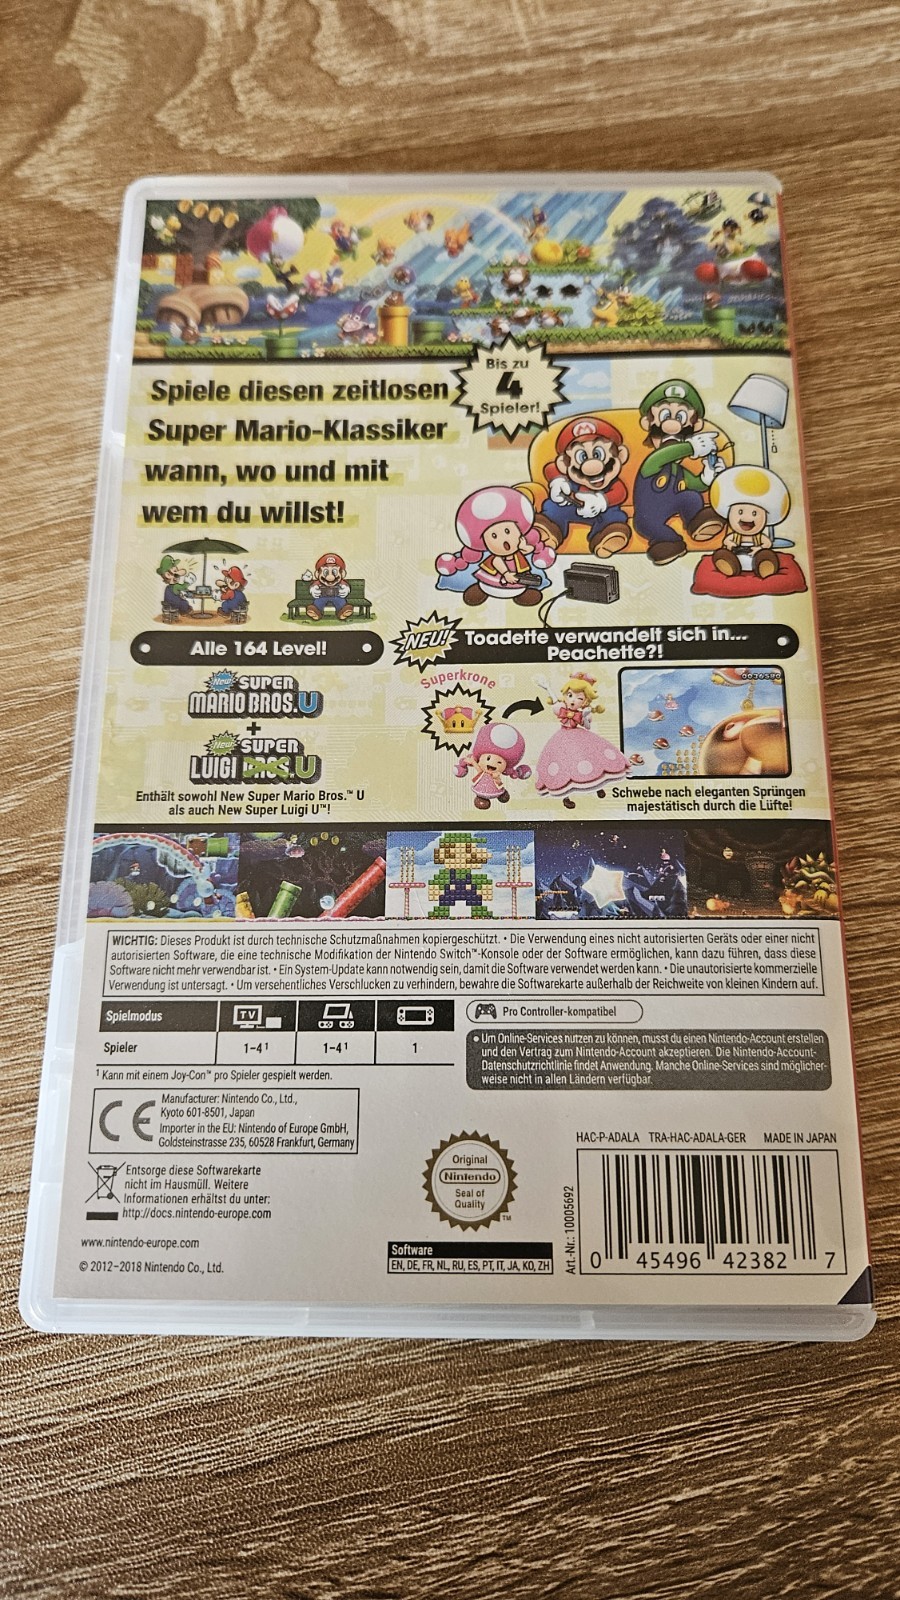 Bis zu
4
Spieler!
Spiele diesen zeitlosen
Super Mario-Klassiker
wann, wo und mit
wem du willst!
Alle 164 Level!
NEU! Toadette verwandelt sich in...
Peachette?!
New SUPER
MARIO BROS. U
+
New SUPER
LUIGI BROS. U
Enthält sowohl New Super Mario Bros.™ U
als auch New Super Luigi U™!
Superkrone
Schwebe nach eleganten Sprüngen
majestätisch durch die Lüfte!
WICHTIG: Dieses Produkt ist durch technische Schutzmaßnahmen kopiergeschützt. • Die Verwendung eines nicht autorisierten Geräts oder einer nicht
autorisierten Software, die eine technische Modifikation der Nintendo Switch™-Konsole oder der Software ermöglichen, kann dazu führen, dass diese
Software nicht mehr verwendbar ist. • Ein System-Update kann notwendig sein, damit die Software verwendet werden kann. • Die unautorisierte kommerzielle
Verwendung ist untersagt. • Um versehentliches Verschlucken zu verhindern, bewahre die Softwarekarte außerhalb der Reichweite von kleinen Kindern auf.
Spielmodus TV
Spieler 1-4¹ 1-4¹ 1
¹ Kann mit einem Joy-Con™ pro Spieler gespielt werden.
Pro Controller-kompatibel
• Um Online-Services nutzen zu können, musst du einen Nintendo-Account erstellen
und den Vertrag zum Nintendo-Account akzeptieren. Die Nintendo-Account-
Datenschutzrichtlinie findet Anwendung. Manche Online-Services sind möglicher-
weise nicht in allen Ländern verfügbar.
CE
Manufacturer: Nintendo Co., Ltd.,
Kyoto 601-8501, Japan
Importer in the EU: Nintendo of Europe GmbH,
Goldsteinstrasse 235, 60528 Frankfurt, Germany
Entsorge diese Softwarekarte
nicht im Hausmüll. Weitere
Informationen erhältst du unter:
http://docs.nintendo-europe.com
www.nintendo-europe.com
© 2012–2018 Nintendo Co., Ltd.
Original
Nintendo
Seal of
Quality
TM
Software
EN, DE, FR, NL, RU, ES, PT, IT, JA, KO, ZH
HAC-P-ADALA TRA-HAC-ADALA-GER MADE IN JAPAN
Art.-Nr.: 10005692
0 45496 42382 7